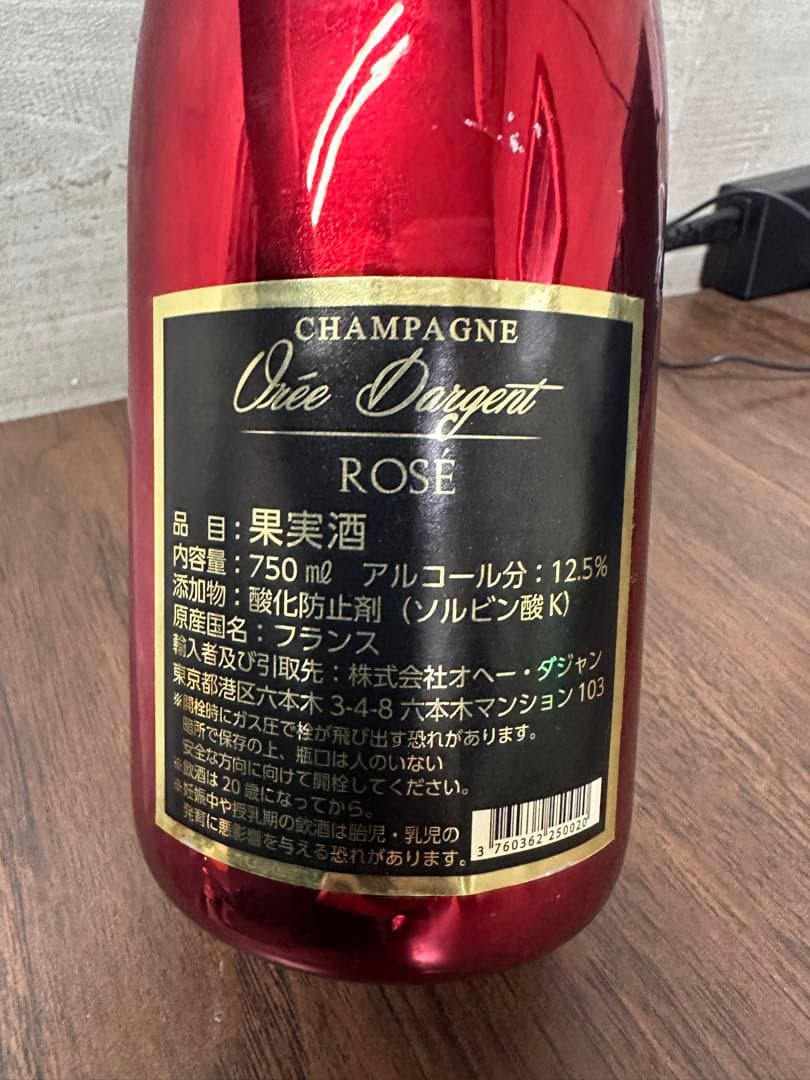 CHAMPAGNE
Orée Dargent
ROSÉ
品 目：果実酒
内容量：750㎖ アルコール分：12.5%
添加物：酸化防止剤（ソルビン酸K）
原産国名：フランス
輸入者及び引取先：株式会社オヘー・ダジャン
東京都港区六本木 3-4-8 六本木マンション103
※開栓時にガス圧で栓が飛び出す恐れがあります。
暗所で保存の上、瓶口は人のいない
安全な方向に向けて開栓してください。
※飲酒は20歳になってから。
※妊娠中や授乳期の飲酒は胎児・乳児の
発育に悪影響を与える恐れがあります。
3 760362 250020